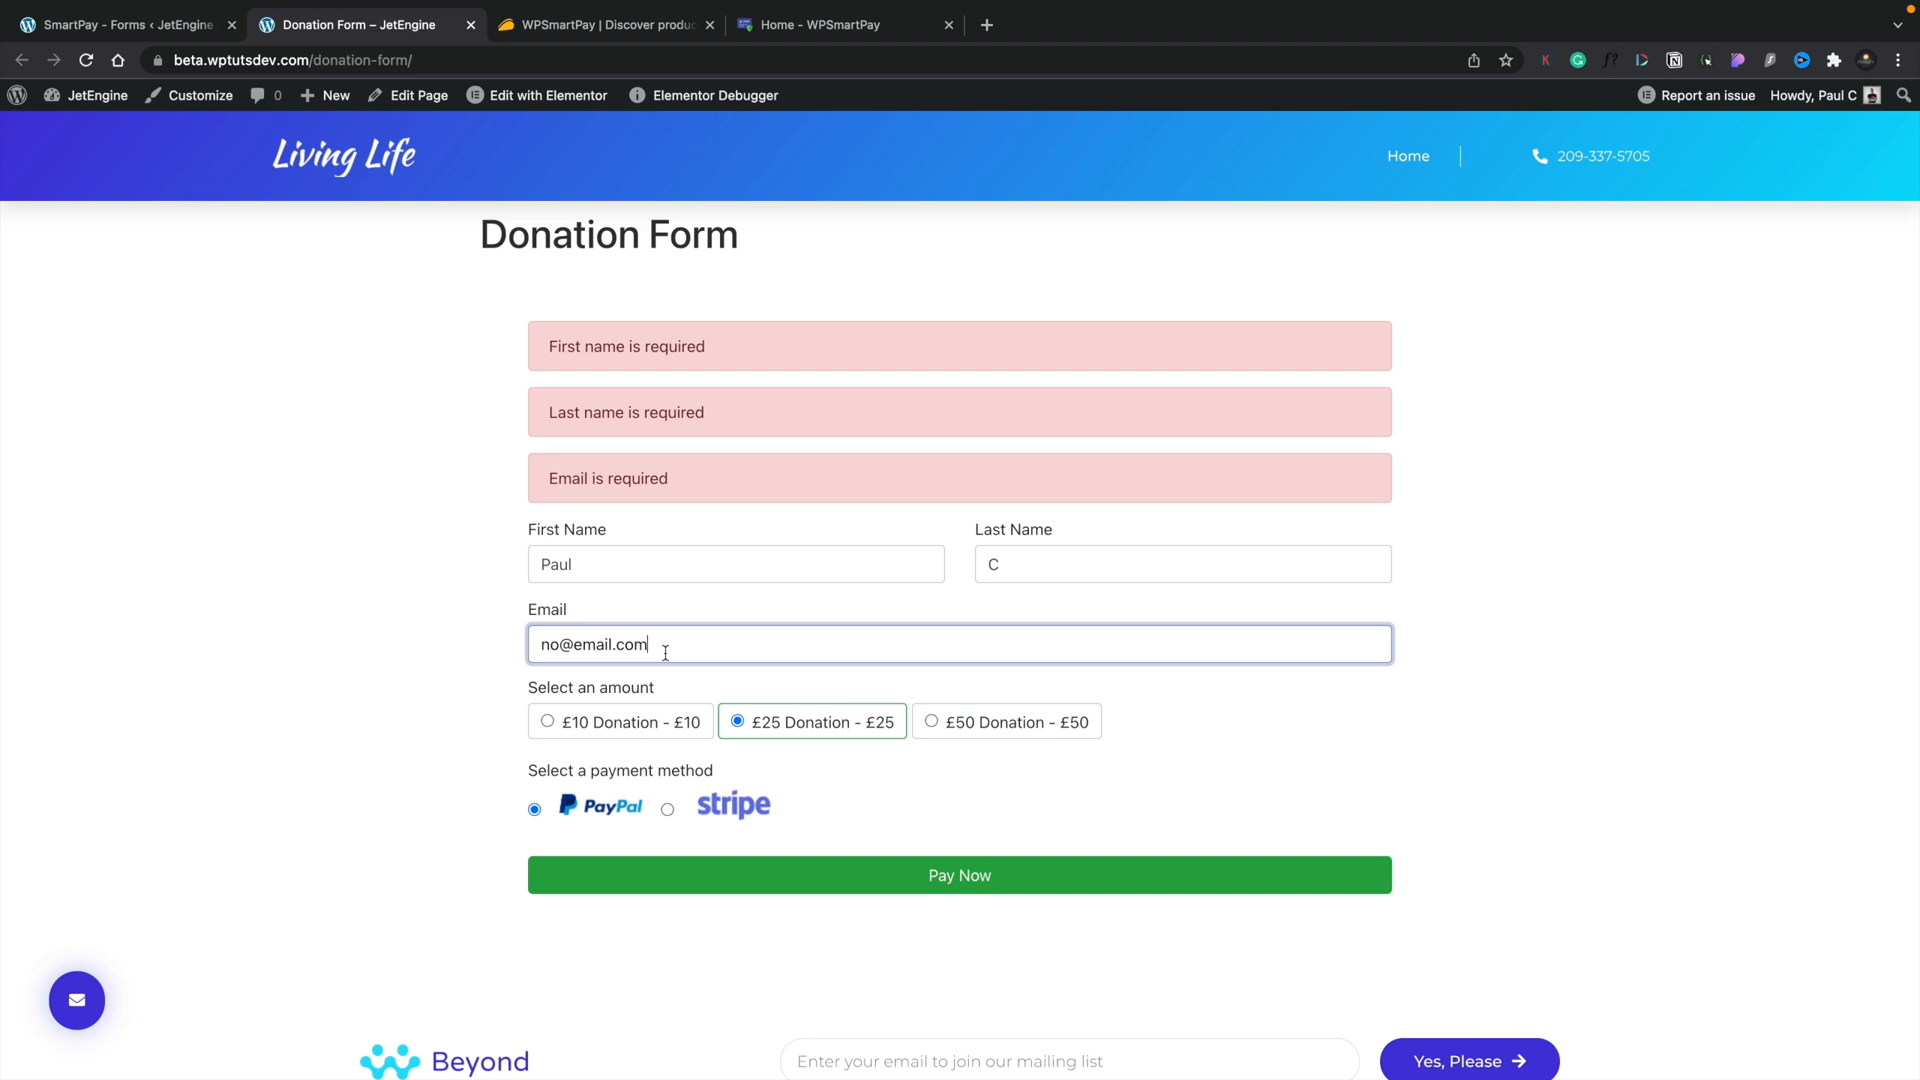 SmartPay - Forms ‹ JetEngine
Donation Form – JetEngine
WPSmartPay | Discover produc
Home - WPSmartPay
beta.wptutsdev.com/donation-form/
JetEngine
Customize
0
New
Edit Page
Edit with Elementor
Elementor Debugger
Report an issue
Howdy, Paul C
Living Life
Home
209-337-5705
Donation Form
First name is required
Last name is required
Email is required
First Name
Last Name
Paul
C
Email
no@email.com
Select an amount
£10 Donation - £10
£25 Donation - £25
£50 Donation - £50
Select a payment method
PayPal
stripe
Pay Now
Beyond
Enter your email to join our mailing list
Yes, Please